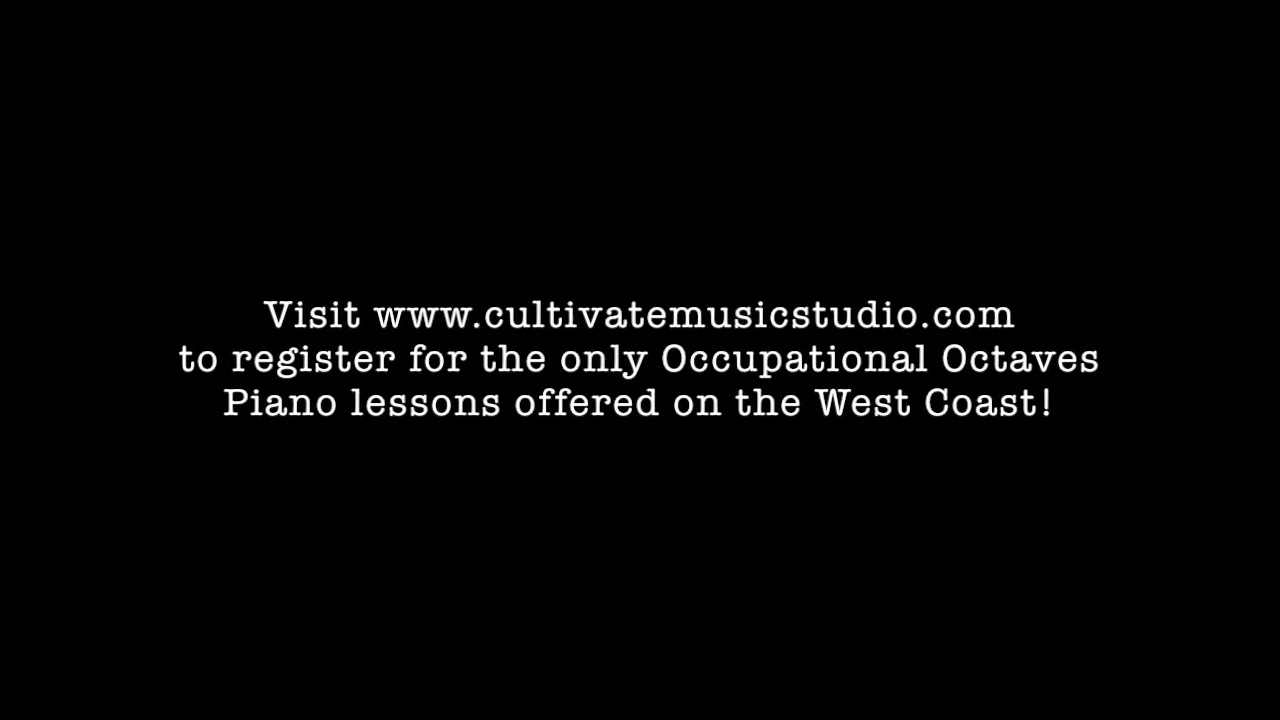 Visit www.cultivatemusicstudio.com
to register for the only Occupational Octaves
Piano lessons offered on the West Coast!